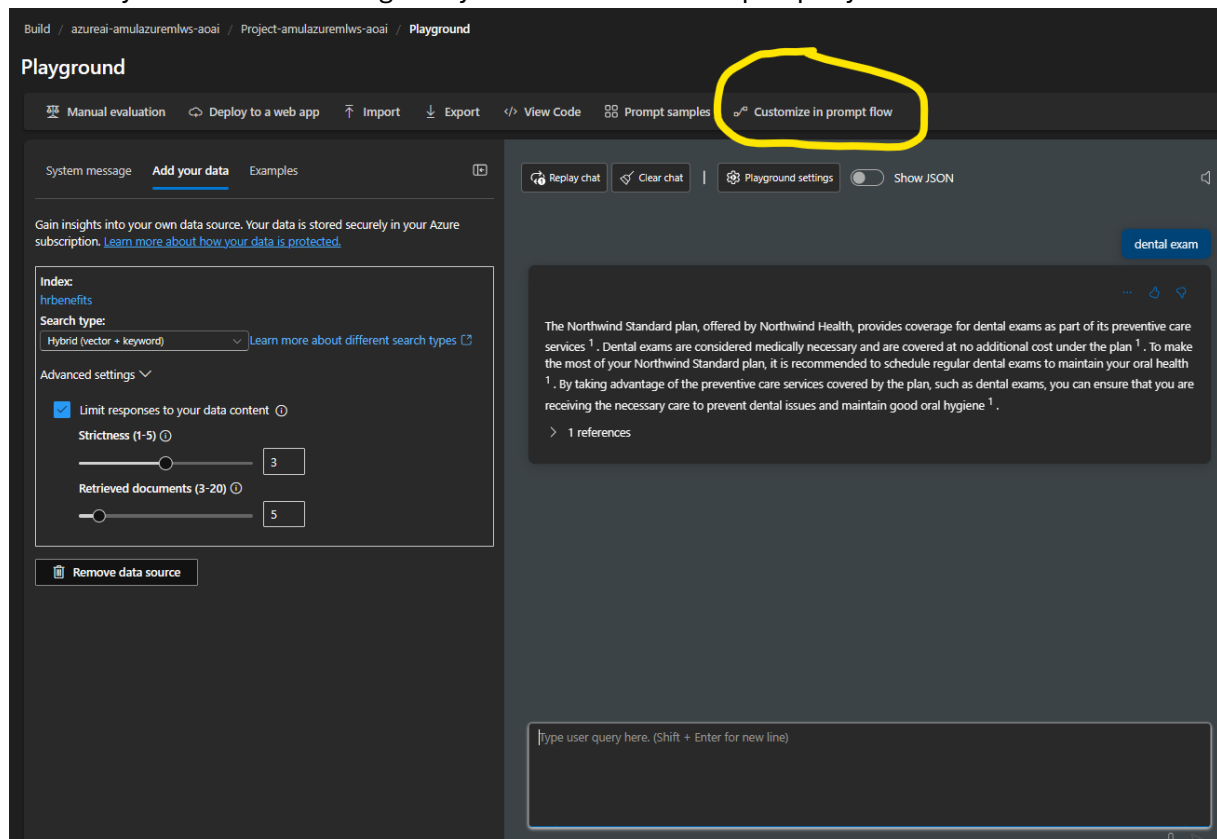 Build / azureai-amulazuremlws-aoai / Project-amulazuremlws-aoai / Playground
Playground
Manual evaluation Deploy to a web app Import Export </> View Code Prompt samples Customize in prompt flow
System message Add your data Examples
Gain insights into your own data source. Your data is stored securely in your Azure
subscription. Learn more about how your data is protected.
Index:
hrbenefits
Search type:
Hybrid (vector + keyword) Learn more about different search types
Advanced settings
Limit responses to your data content
Strictness (1-5)
3
Retrieved documents (3-20)
5
Remove data source
Replay chat Clear chat | Playground settings Show JSON
dental exam
The Northwind Standard plan, offered by Northwind Health, provides coverage for dental exams as part of its preventive care
services 1 . Dental exams are considered medically necessary and are covered at no additional cost under the plan 1 . To make
the most of your Northwind Standard plan, it is recommended to schedule regular dental exams to maintain your oral health
1 . By taking advantage of the preventive care services covered by the plan, such as dental exams, you can ensure that you are
receiving the necessary care to prevent dental issues and maintain good oral hygiene 1 .
1 references
Type user query here. (Shift + Enter for new line)